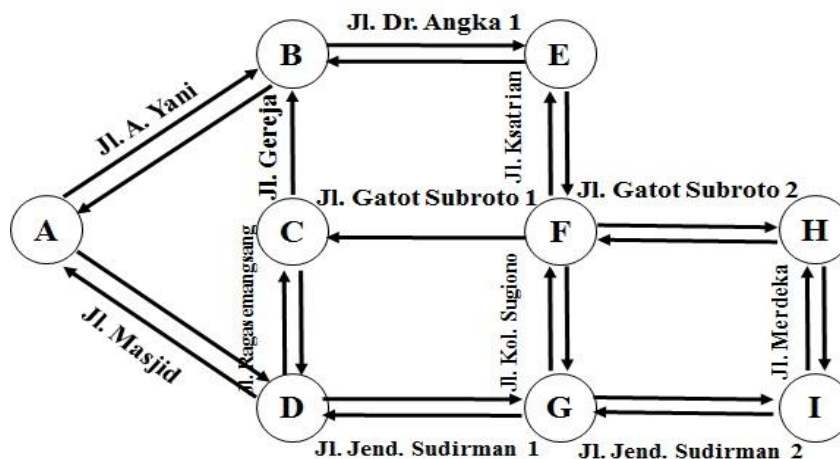 Jl. Dr. Angka 1
B
E
Jl. A. Yani
Jl. Gereja
Jl. Ksatrian
Jl. Gatot Subroto 1
Jl. Gatot Subroto 2
A
C
F
H
Jl. Masjid
Jl. Ragasemangsang
Jl. Kol. Sugiono
Jl. Merdeka
D
G
I
Jl. Jend. Sudirman 1
Jl. Jend. Sudirman 2